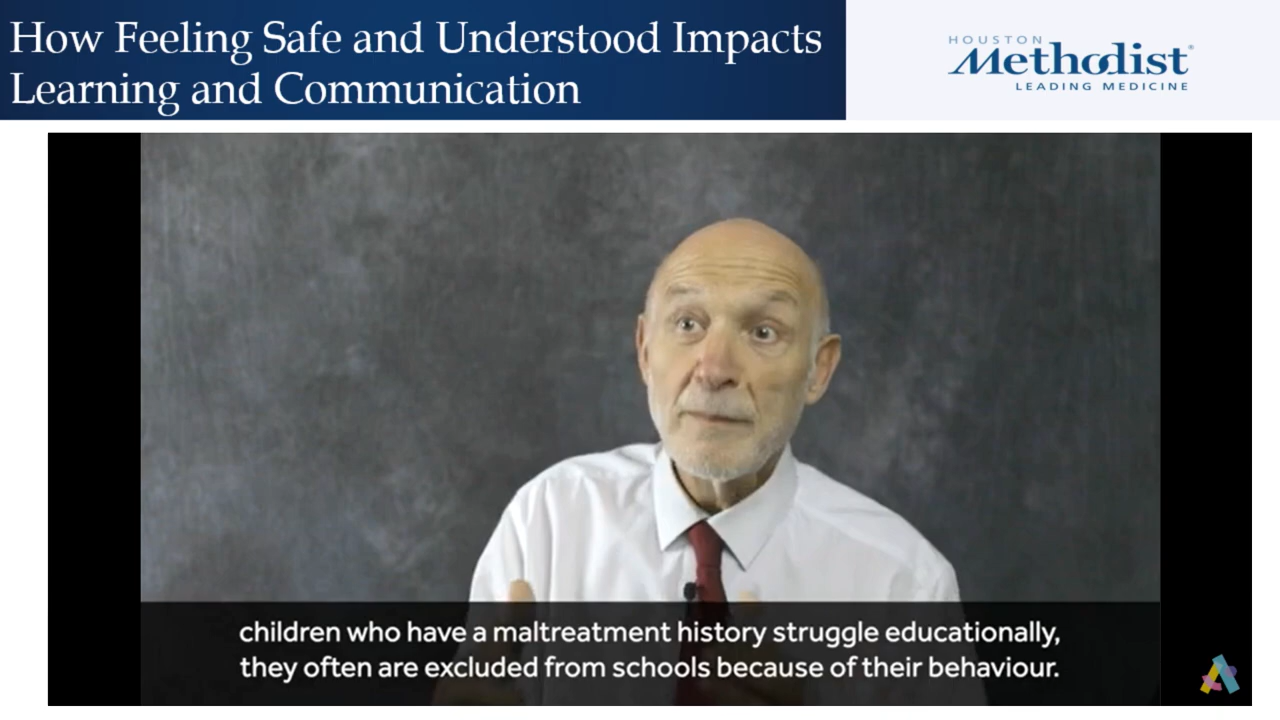 How Feeling Safe and Understood Impacts
Learning and Communication
HOUSTON
Methodist®
LEADING MEDICINE
children who have a maltreatment history struggle educationally,
they often are excluded from schools because of their behaviour.